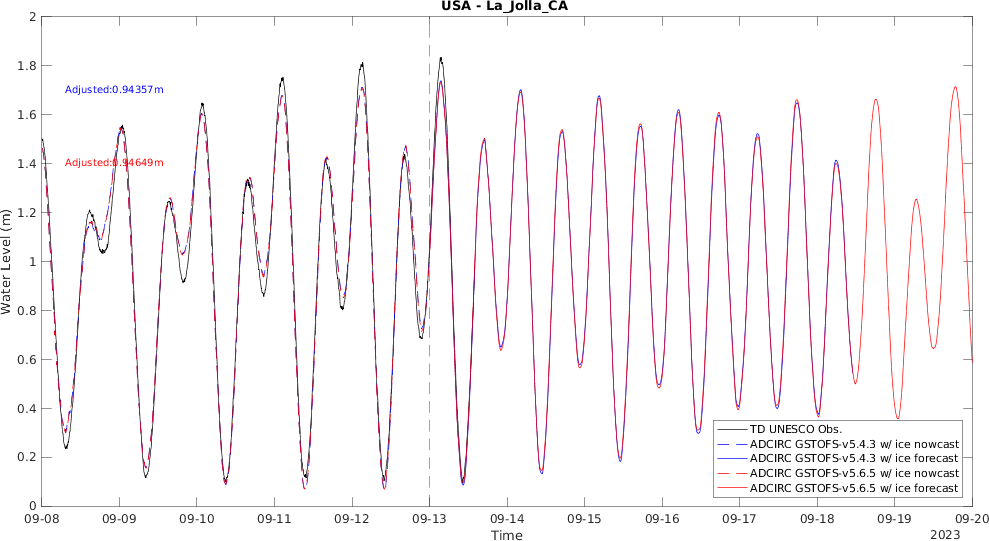 USA - La_Jolla_CA
2
1.8
1.6
1.4
1.2
1
0.8
0.6
0.4
0.2
0
Water Level (m)
Adjusted:0.94357m
Adjusted:0.94649m
TD UNESCO Obs.
ADCIRC GSTOFS-v5.4.3 w/ ice nowcast
ADCIRC GSTOFS-v5.4.3 w/ ice forecast
ADCIRC GSTOFS-v5.6.5 w/ ice nowcast
ADCIRC GSTOFS-v5.6.5 w/ ice forecast
09-08 09-09 09-10 09-11 09-12 09-13 09-14 09-15 09-16 09-17 09-18 09-19 09-20
Time
2023